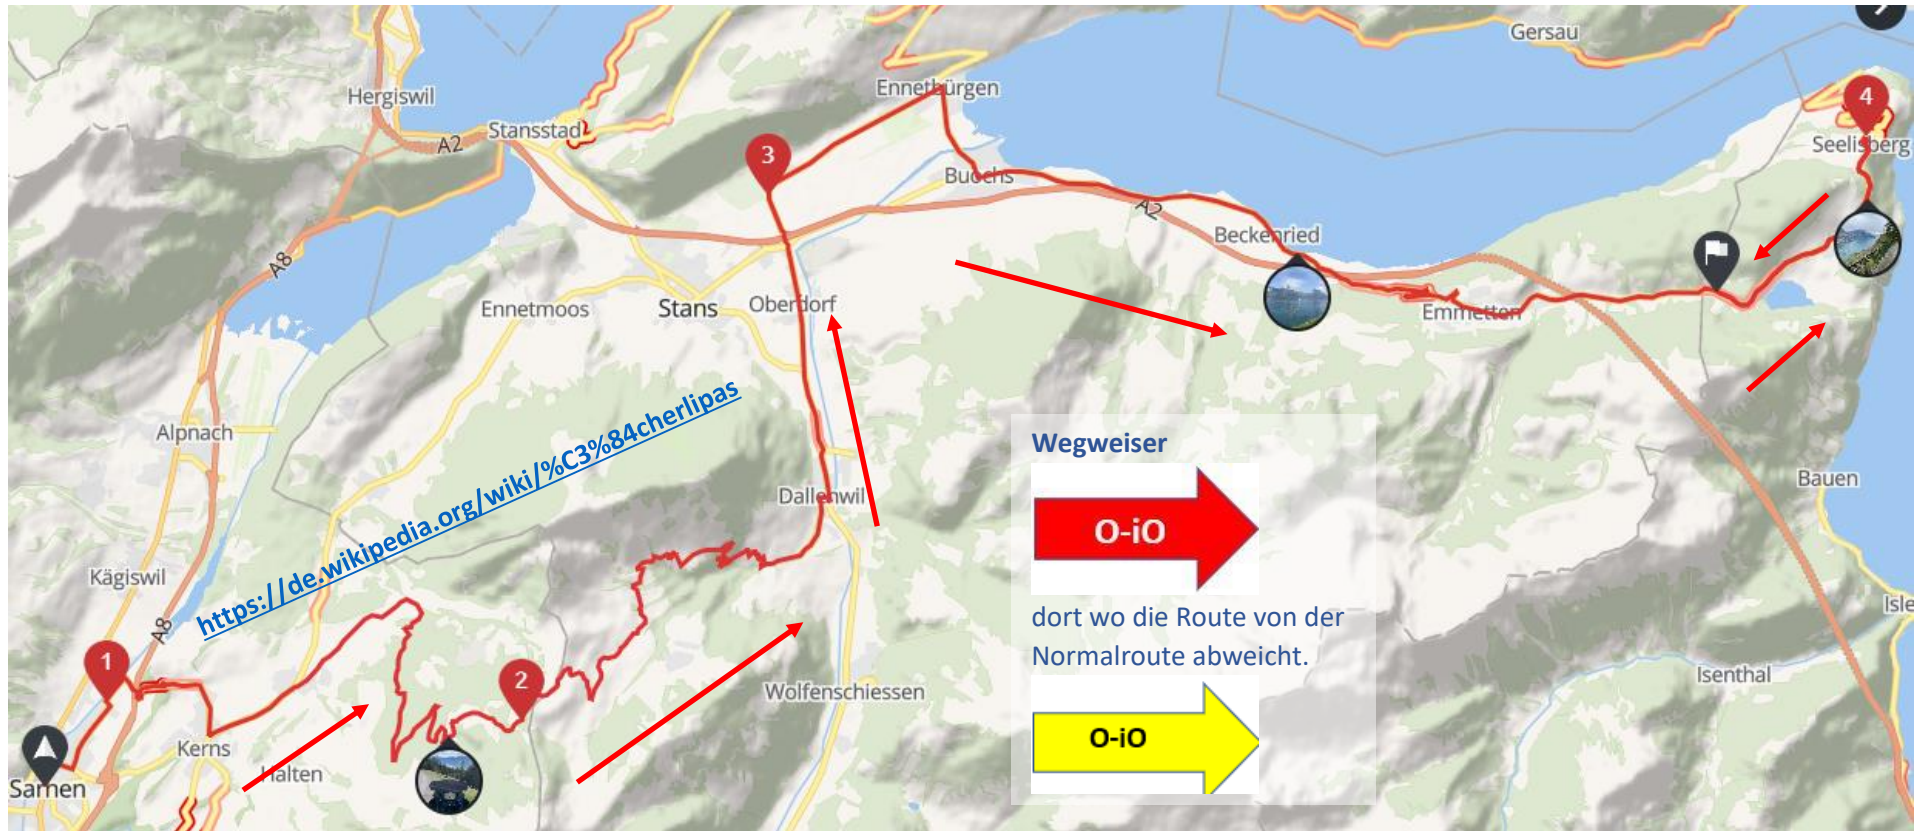 Gersau
Ennetbürgen
Hergiswil
4
Stansstad
A2
Seelisberg
3
Buochs
A2
Beckenried
A8
Ennetmoos
Stans
Oberdorf
Emmetten
https://de.wikipedia.org/wiki/%C3%84cherlipas
Alpnach
Wegweiser
Bauen
Dallenwil
O-iO
Kägiswil
Isle
dort wo die Route von der
Normalroute abweicht.
A8
1
2
Isenthal
Wolfenschiessen
Kerns
O-iO
Halten
Sarnen